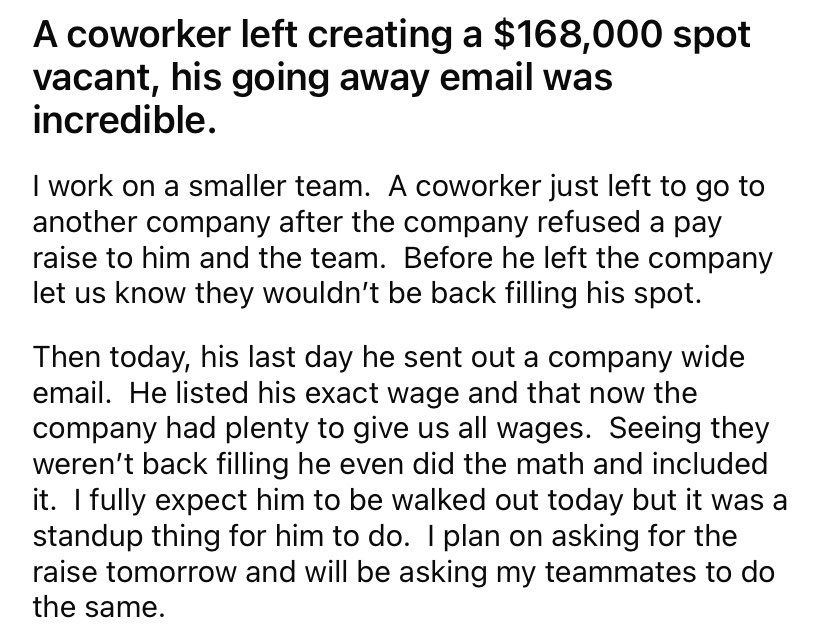 A coworker left creating a $168,000 spot
vacant, his going away email was
incredible.
I work on a smaller team.  A coworker just left to go to
another company after the company refused a pay
raise to him and the team.  Before he left the company
let us know they wouldn’t be back filling his spot.
Then today, his last day he sent out a company wide
email.  He listed his exact wage and that now the
company had plenty to give us all wages.  Seeing they
weren’t back filling he even did the math and included
it.  I fully expect him to be walked out today but it was a
standup thing for him to do.  I plan on asking for the
raise tomorrow and will be asking my teammates to do
the same.